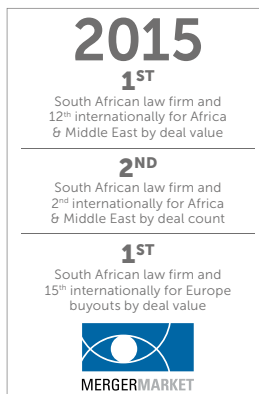 2015
1ST
South African law firm and
12th internationally for Africa
& Middle East by deal value
2ND
South African law firm and
2nd internationally for Africa
& Middle East by deal count
1ST
South African law firm and
15th internationally for Europe
buyouts by deal value
MERGERMARKET